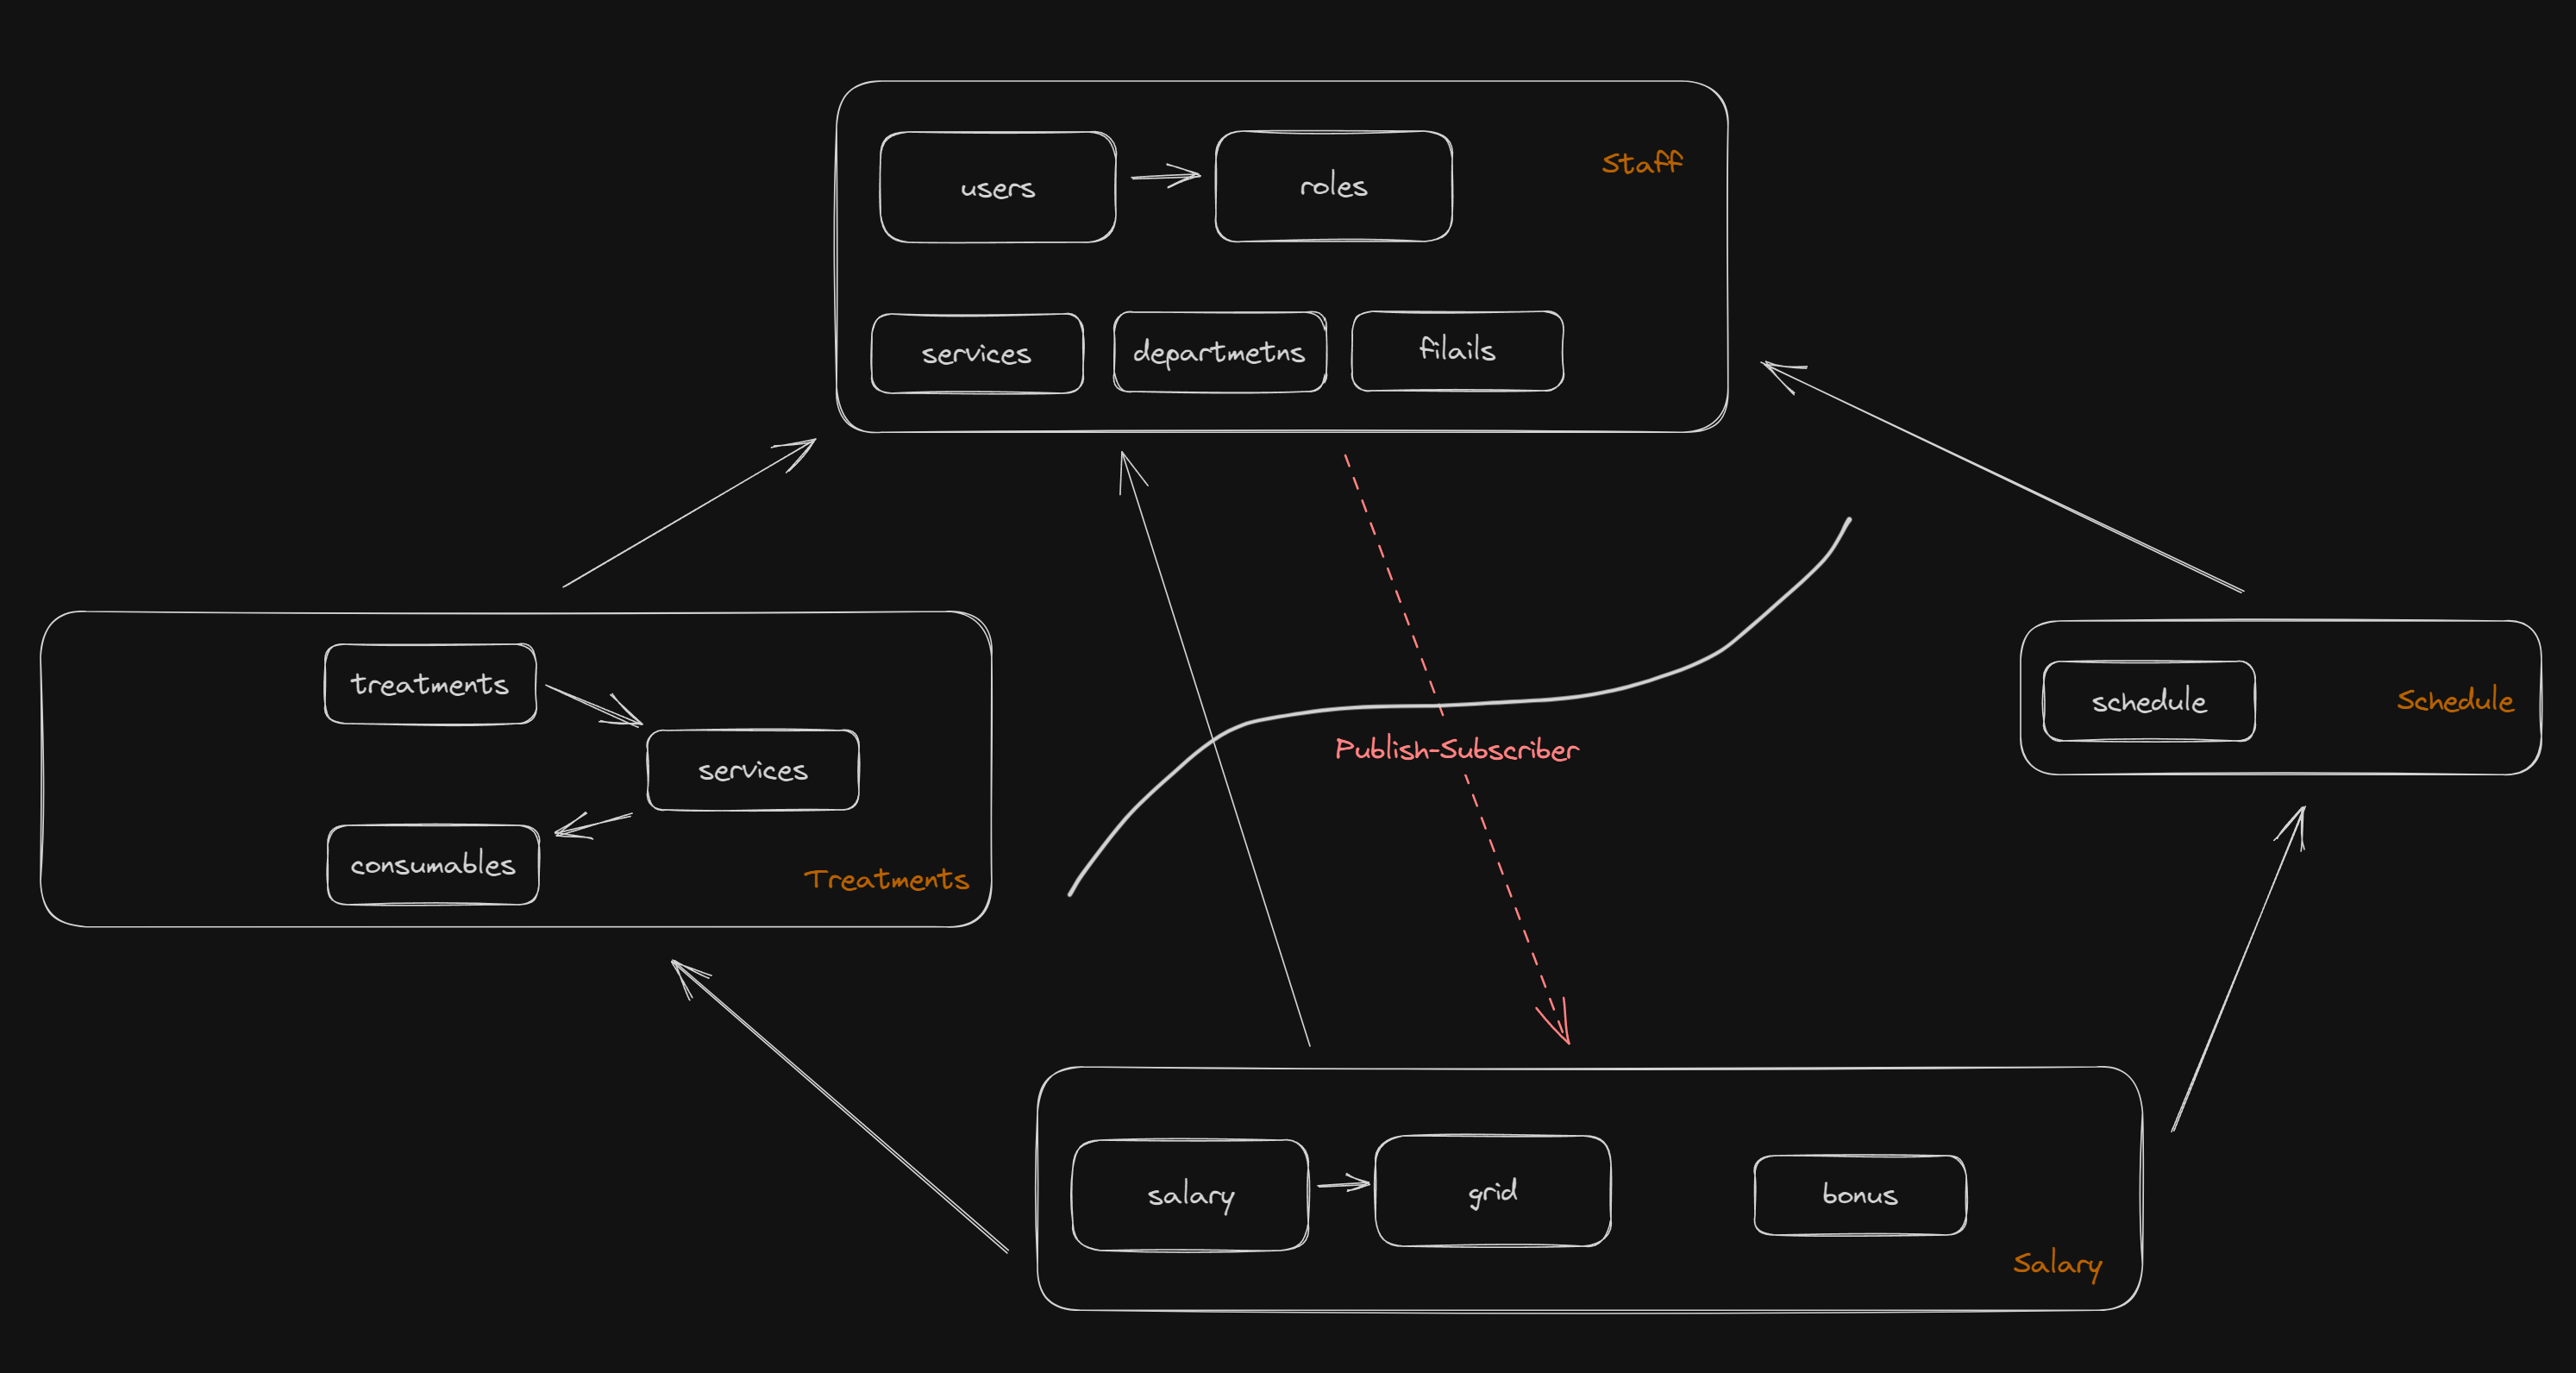 Staff
users
roles
services
departmetns
filails
treatments
services
consumables
Treatments
Publish-Subscriber
schedule
Schedule
salary
grid
bonus
Salary